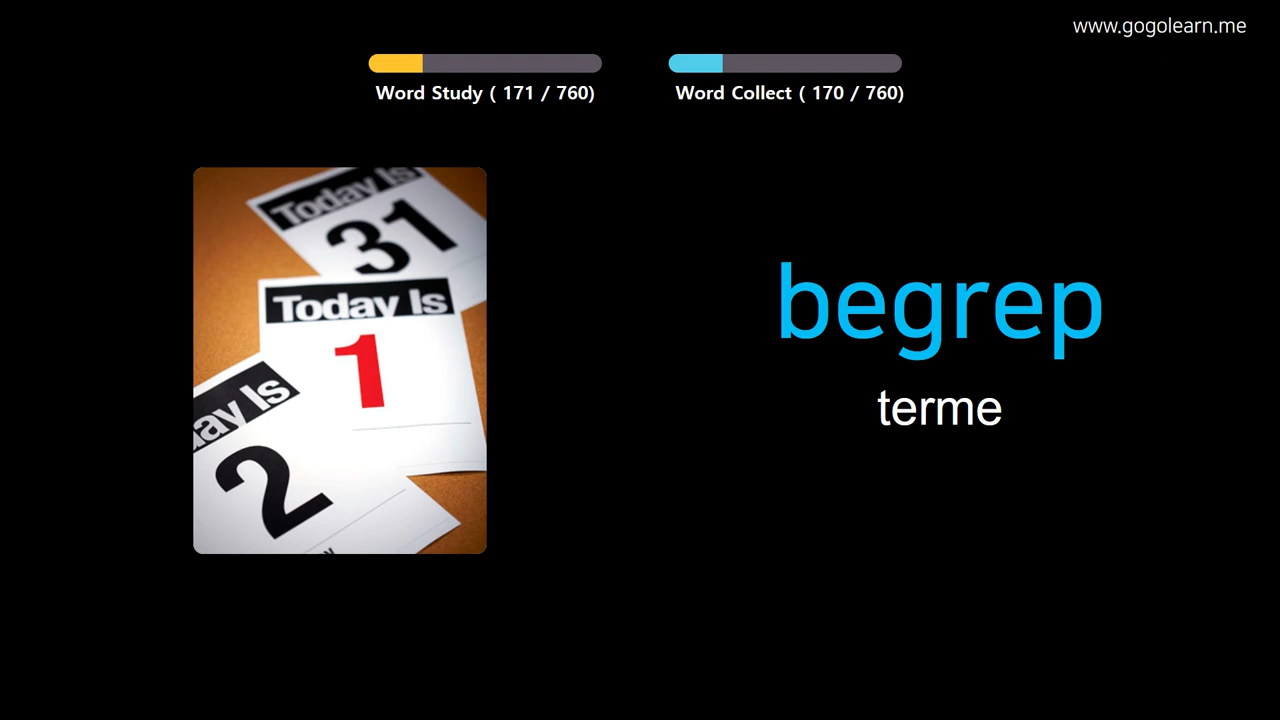 www.gogolearn.me
Word Study ( 171 / 760)
Word Collect ( 170 / 760)
Today Is
31
Today Is
1
day Is
2
begrep
terme